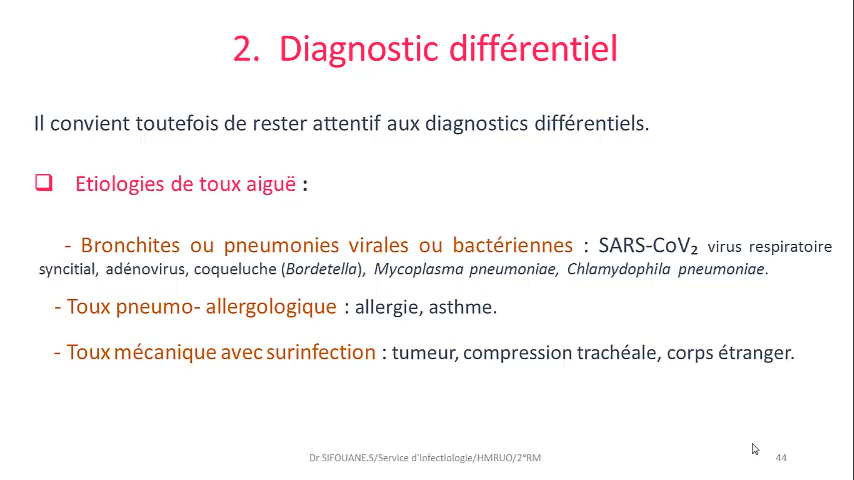 2. Diagnostic différentiel
Il convient toutefois de rester attentif aux diagnostics différentiels.
❑ Etiologies de toux aiguë :
- Bronchites ou pneumonies virales ou bactériennes : SARS-CoV₂ virus respiratoire
syncitial, adénovirus, coqueluche (Bordetella), Mycoplasma pneumoniae, Chlamydophila pneumoniae.
- Toux pneumo- allergologique : allergie, asthme.
- Toux mécanique avec surinfection : tumeur, compression trachéale, corps étranger.
Dr SIFOUANE.S/Service d'Infectiologie/HMRUO/2°RM
44